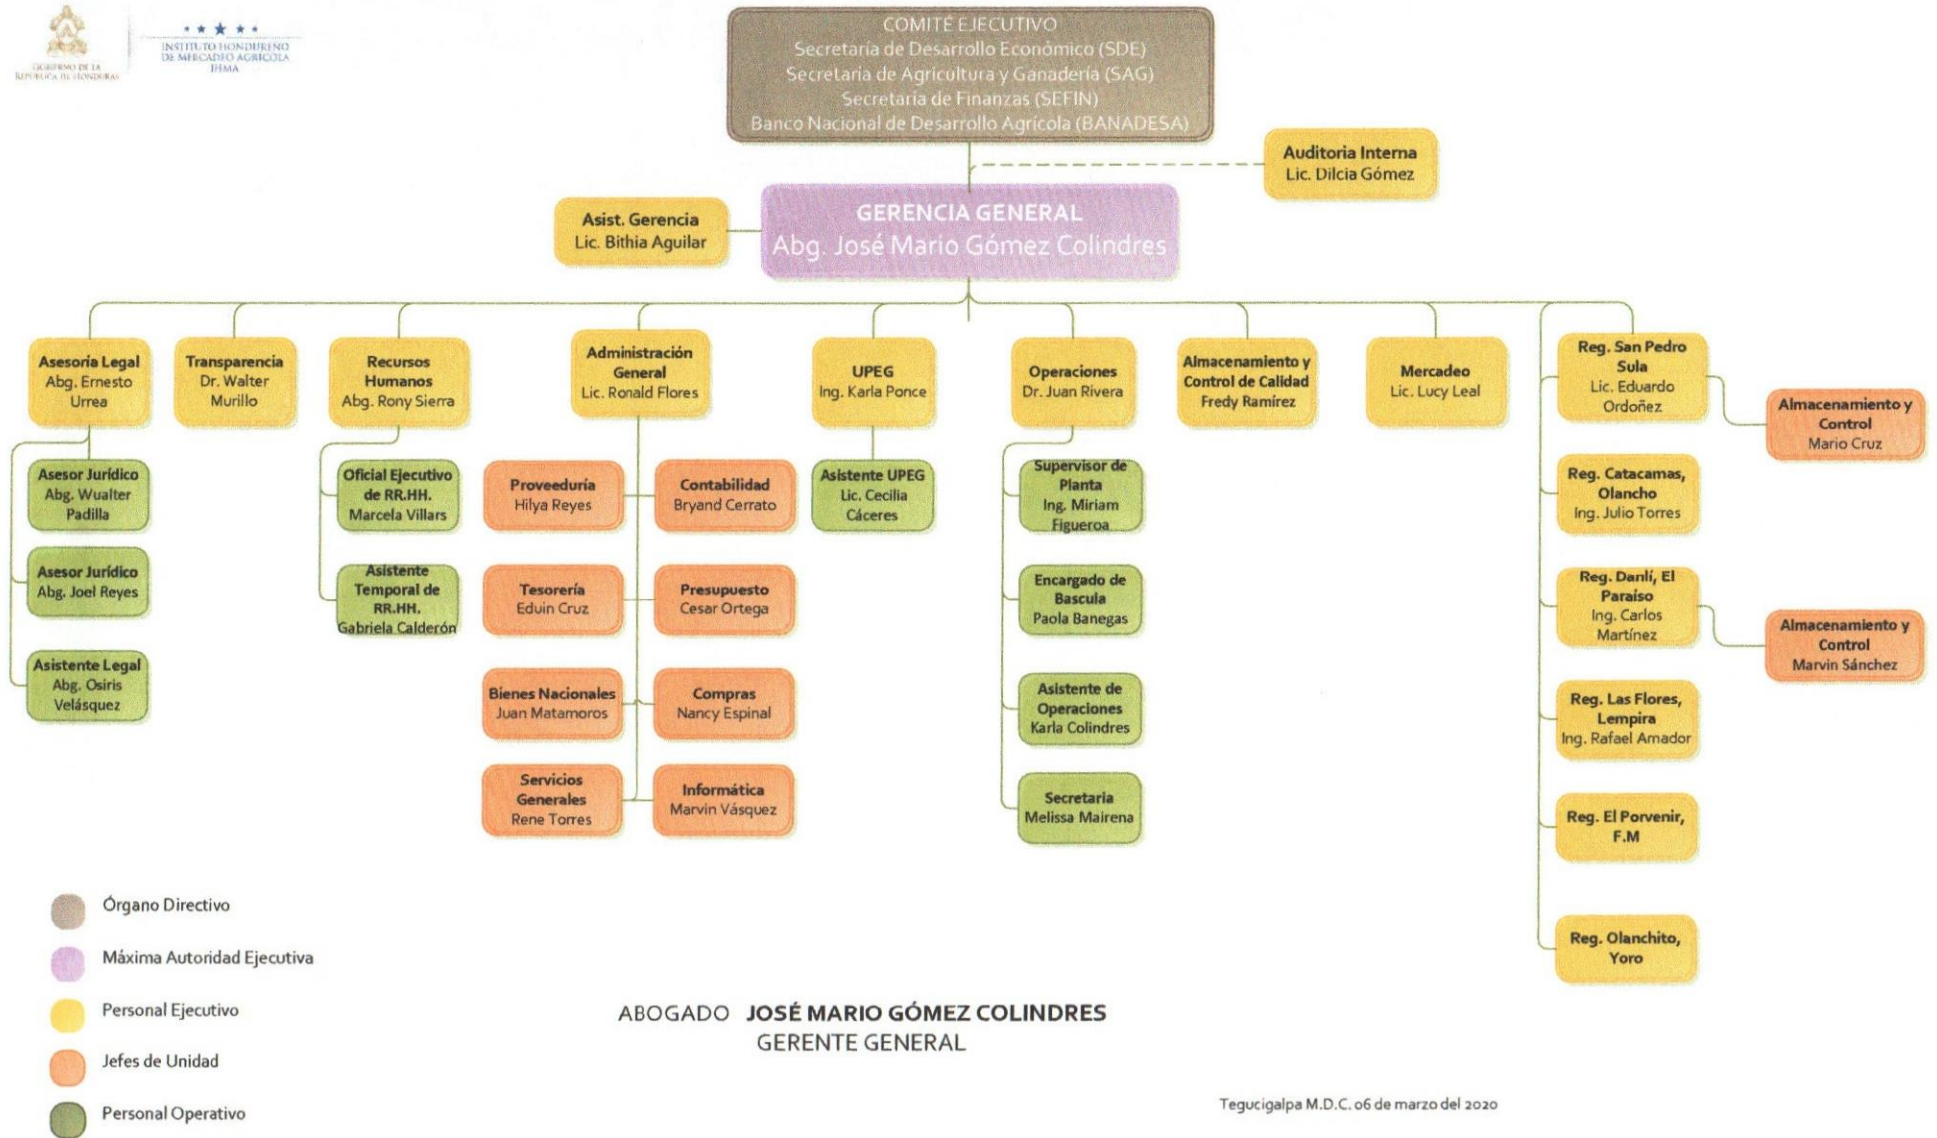 GOBIERNO DE LA
REPÚBLICA DE HONDURAS
INSTITUTO HONDUREÑO
DE MERCADEO AGRÍCOLA
IHMA
COMITÉ EJECUTIVO
Secretaría de Desarrollo Económico (SDE)
Secretaria de Agricultura y Ganadería (SAG)
Secretaría de Finanzas (SEFIN)
Banco Nacional de Desarrollo Agrícola (BANADESA)
Auditoria Interna
Lic. Dilcia Gómez
Asist. Gerencia
Lic. Bithia Aguilar
GERENCIA GENERAL
Abg. José Mario Gómez Colindres
Asesoría Legal
Abg. Ernesto
Urrea
Transparencia
Dr. Walter
Murillo
Recursos
Humanos
Abg. Rony Sierra
Administración
General
Lic. Ronald Flores
UPEG
Ing. Karla Ponce
Operaciones
Dr. Juan Rivera
Almacenamiento y
Control de Calidad
Fredy Ramírez
Mercadeo
Lic. Lucy Leal
Reg. San Pedro
Sula
Lic. Eduardo
Ordoñez
Almacenamiento y
Control
Mario Cruz
Asesor Jurídico
Abg. Wualter
Padilla
Asesor Jurídico
Abg. Joel Reyes
Asistente Legal
Abg. Osiris
Velásquez
Oficial Ejecutivo
de RR.HH.
Marcela Villars
Asistente
Temporal de
RR.HH.
Gabriela Calderón
Proveeduría
Hilya Reyes
Contabilidad
Bryand Cerrato
Tesorería
Eduin Cruz
Presupuesto
Cesar Ortega
Bienes Nacionales
Juan Matamoros
Compras
Nancy Espinal
Servicios
Generales
Rene Torres
Informática
Marvin Vásquez
Asistente UPEG
Lic. Cecilia
Cáceres
Supervisor de
Planta
Ing. Miriam
Figueroa
Encargado de
Bascula
Paola Banegas
Asistente de
Operaciones
Karla Colindres
Secretaria
Melissa Mairena
Reg. Catacamas,
Olancho
Ing. Julio Torres
Reg. Danlí, El
Paraíso
Ing. Carlos
Martínez
Almacenamiento y
Control
Marvin Sánchez
Reg. Las Flores,
Lempira
Ing. Rafael Amador
Reg. El Porvenir,
F.M
Reg. Olanchito,
Yoro
Órgano Directivo
Máxima Autoridad Ejecutiva
Personal Ejecutivo
Jefes de Unidad
Personal Operativo
ABOGADO JOSÉ MARIO GÓMEZ COLINDRES
GERENTE GENERAL
Tegucigalpa M.D.C. 06 de marzo del 2020